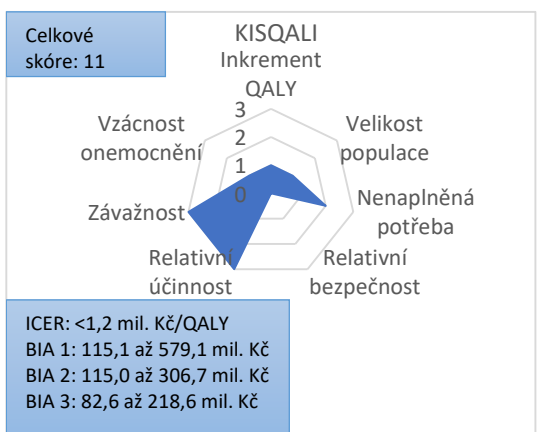 Celkové
skóre: 11
KISQALI
Inkrement
QALY
Velikost
populace
Nenaplněná
potřeba
Relativní
bezpečnost
Relativní
účinnost
Závažnost
Vzácnost
onemocnění
3
2
1
0
ICER: <1,2 mil. Kč/QALY
BIA 1: 115,1 až 579,1 mil. Kč
BIA 2: 115,0 až 306,7 mil. Kč
BIA 3: 82,6 až 218,6 mil. Kč